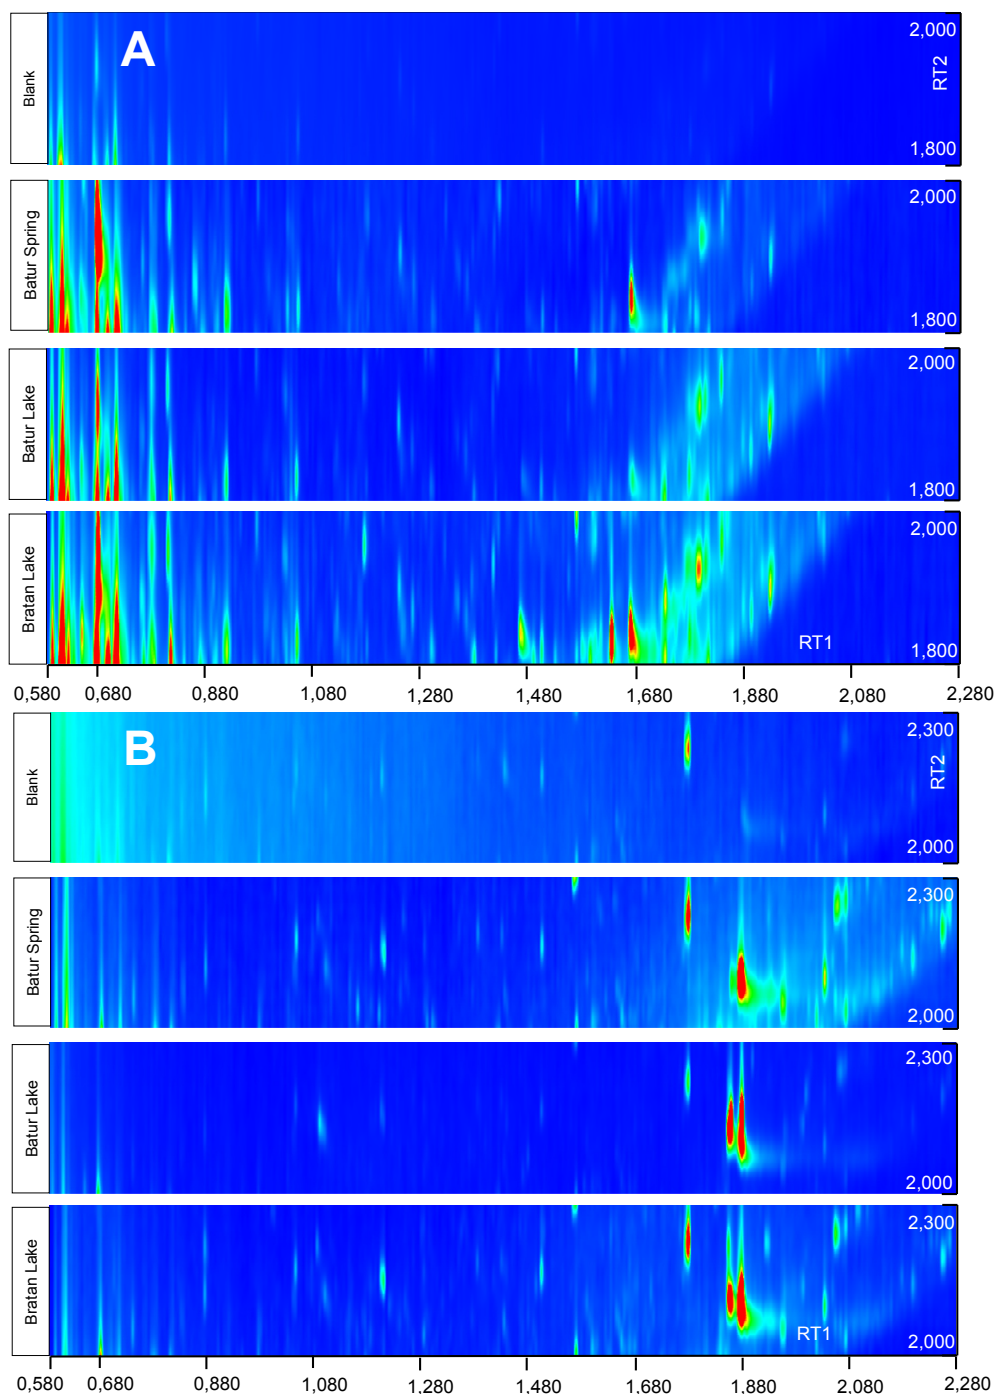 A
Blank
2,000
RT2
1,800
Batur Spring
2,000
1,800
Batur Lake
2,000
1,800
Bratan Lake
2,000
RT1
1,800
0,580 0,680 0,880 1,080 1,280 1,480 1,680 1,880 2,080 2,280
B
Blank
2,300
RT2
2,000
Batur Spring
2,300
2,000
Batur Lake
2,300
2,000
Bratan Lake
2,300
RT1
2,000
0,580 0,680 0,880 1,080 1,280 1,480 1,680 1,880 2,080 2,280